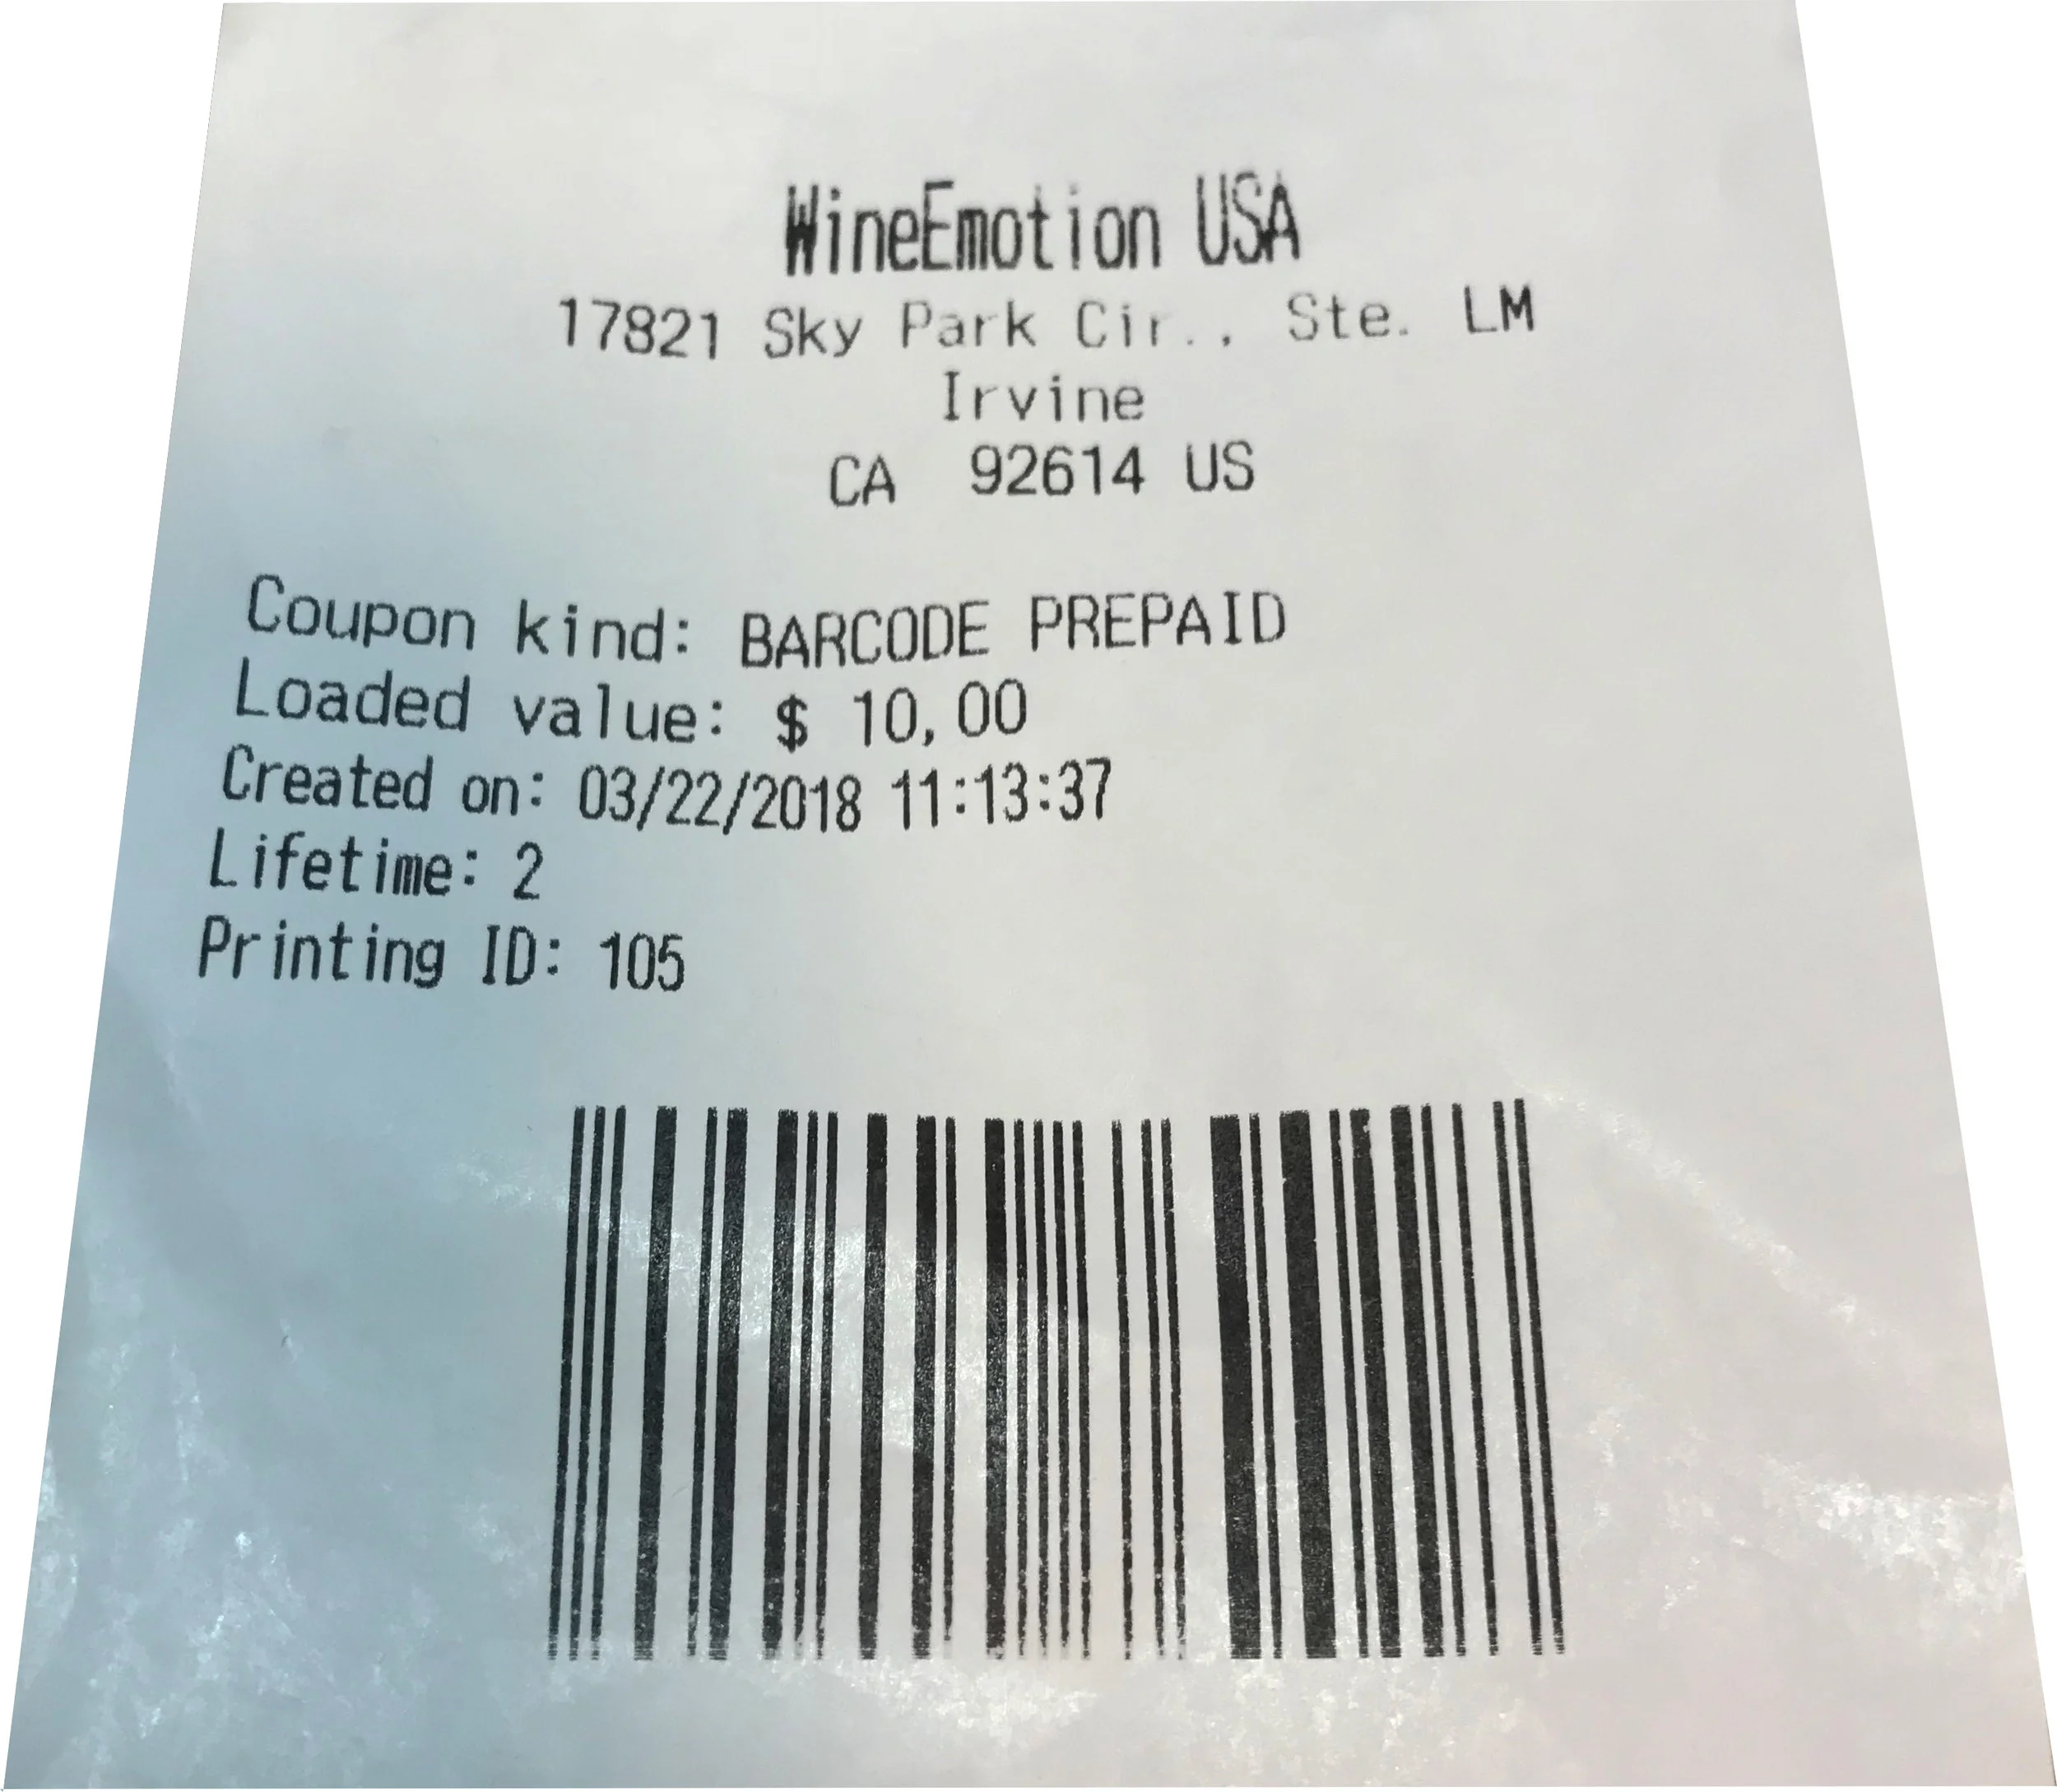 WineEmotion USA
17821 Sky Park Cir., Ste. LM
Irvine
CA  92614 US
Coupon kind: BARCODE PREPAID
Loaded value: $ 10,00
Created on: 03/22/2018 11:13:37
Lifetime: 2
Printing ID: 105